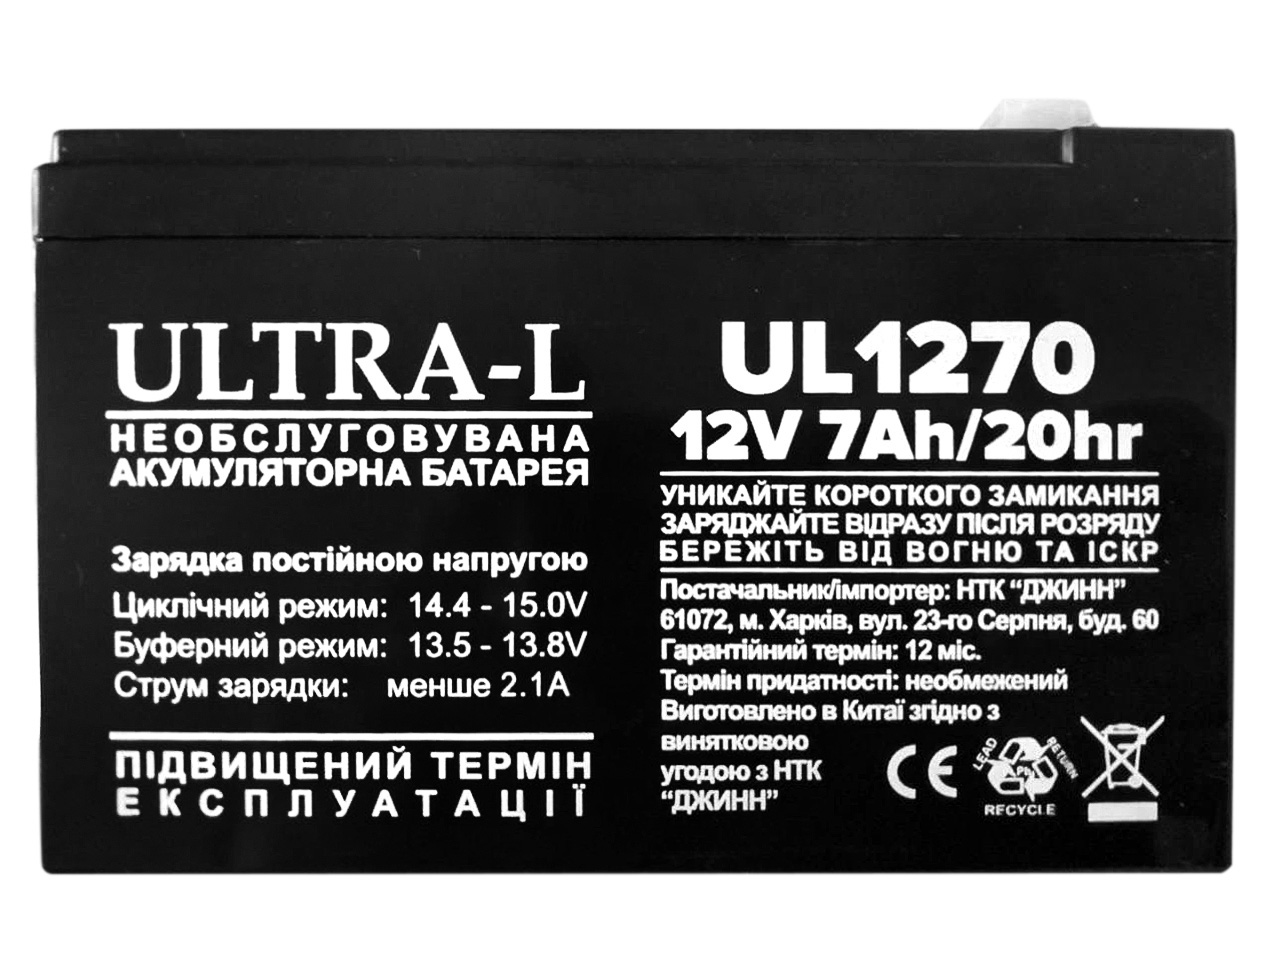 ULTRA-L
НЕОБСЛУГОВУВАНА
АКУМУЛЯТОРНА БАТАРЕЯ
Зарядка постійною напругою
Циклічний режим: 14.4 - 15.0V
Буферний режим: 13.5 - 13.8V
Струм зарядки: менше 2.1A
ПІДВИЩЕНИЙ ТЕРМІН
ЕКСПЛУАТАЦІЇ
UL1270
12V 7Ah/20hr
УНИКАЙТЕ КОРОТКОГО ЗАМИКАННЯ
ЗАРЯДЖАЙТЕ ВІДРАЗУ ПІСЛЯ РОЗРЯДУ
БЕРЕЖІТЬ ВІД ВОГНЮ ТА ІСКР
Постачальник/імпортер: НТК “ДЖИНН”
61072, м. Харків, вул. 23-го Серпня, буд. 60
Гарантійний термін: 12 міс.
Термін придатності: необмежений
Виготовлено в Китаї згідно з
винятковою
угодою з НТК
“ДЖИНН”
CE
LEAD
RETURN
Pb
RECYCLE